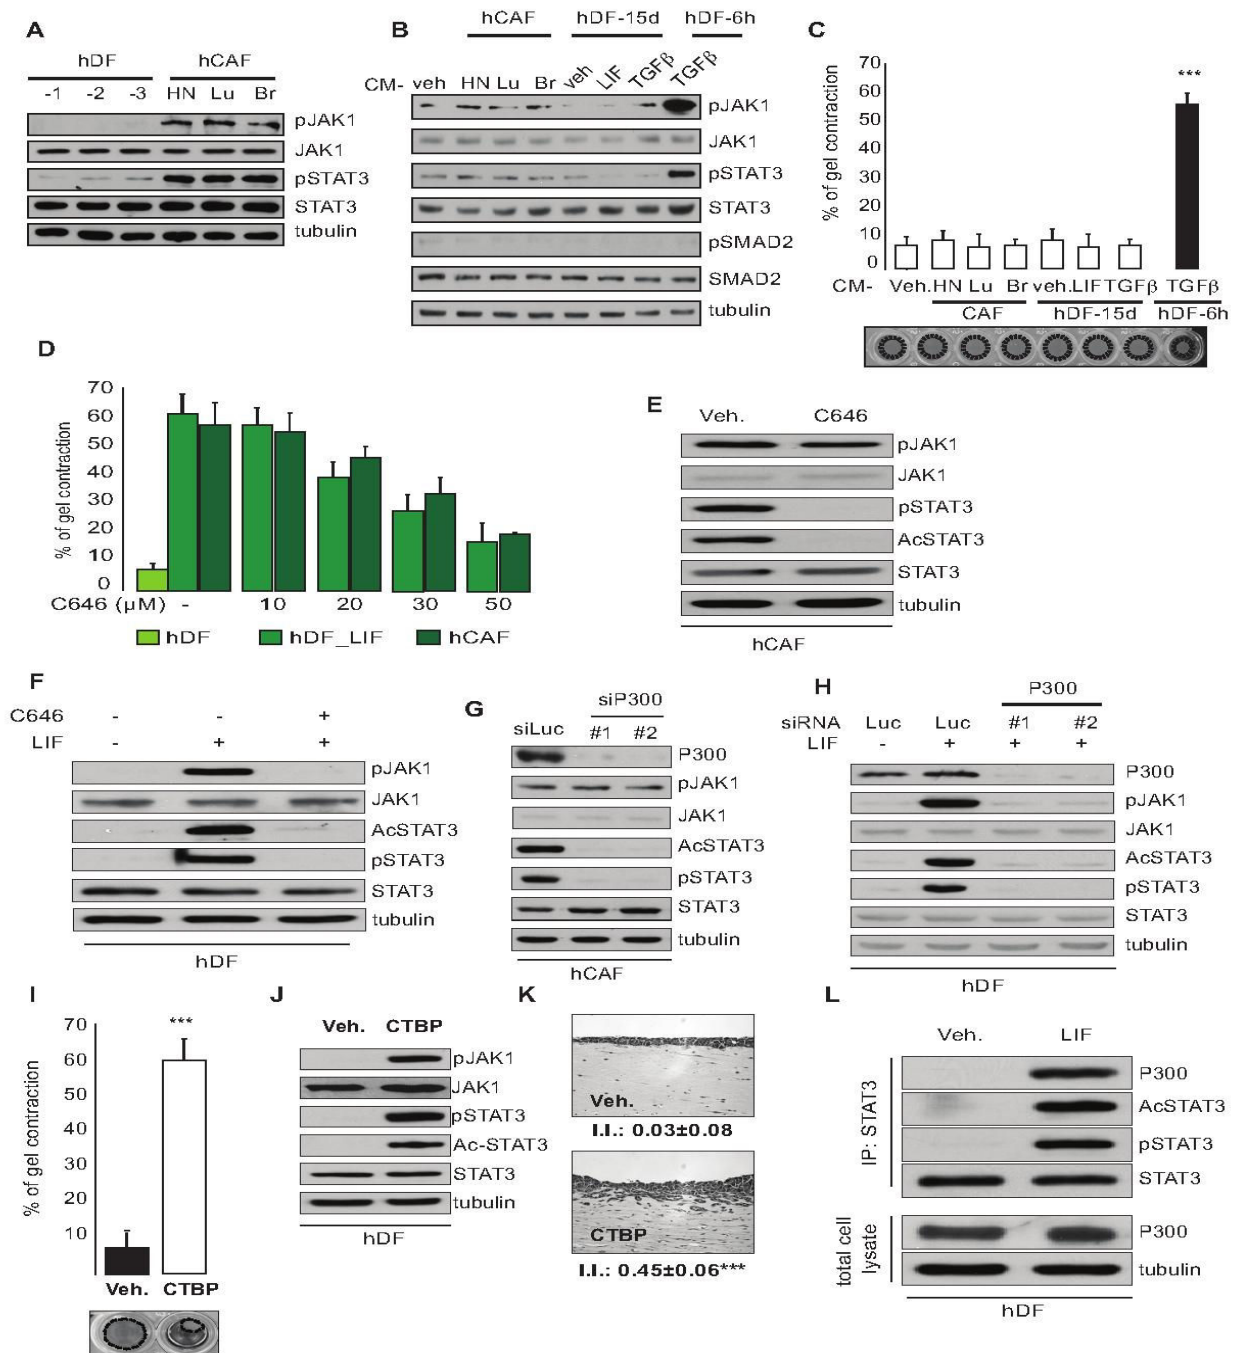 A
hDF hCAF
-1 -2 -3 HN Lu Br
pJAK1
JAK1
pSTAT3
STAT3
tubulin
B
hCAF hDF-15d hDF-6h
CM- veh HN Lu Br veh LIF TGFβ TGFβ
pJAK1
JAK1
pSTAT3
STAT3
pSMAD2
SMAD2
tubulin
C
% of gel contraction
70
60
50
40
30
20
10
0
***
CM- Veh. HN Lu Br veh. LIF TGFβ TGFβ
CAF hDF-15d hDF-6h
D
% of gel contraction
70
60
50
40
30
20
10
0
C646 (µM) - 10 20 30 50
hDF hDF_LIF hCAF
E
Veh. C646
pJAK1
JAK1
pSTAT3
AcSTAT3
STAT3
tubulin
hCAF
F
C646 - - +
LIF - + +
pJAK1
JAK1
AcSTAT3
pSTAT3
STAT3
tubulin
hDF
G
siP300
siLuc #1 #2
P300
pJAK1
JAK1
AcSTAT3
pSTAT3
STAT3
tubulin
hCAF
H
P300
siRNA Luc Luc #1 #2
LIF - + + +
P300
pJAK1
JAK1
AcSTAT3
pSTAT3
STAT3
tubulin
hDF
I
% of gel contraction
70
60
50
40
30
20
10
***
Veh. CTBP
J
Veh. CTBP
pJAK1
JAK1
pSTAT3
Ac-STAT3
STAT3
tubulin
hDF
K
Veh.
I.I.: 0.03±0.08
CTBP
I.I.: 0.45±0.06***
L
Veh. LIF
IP: STAT3
P300
AcSTAT3
pSTAT3
STAT3
total cell
lysate
P300
tubulin
hDF